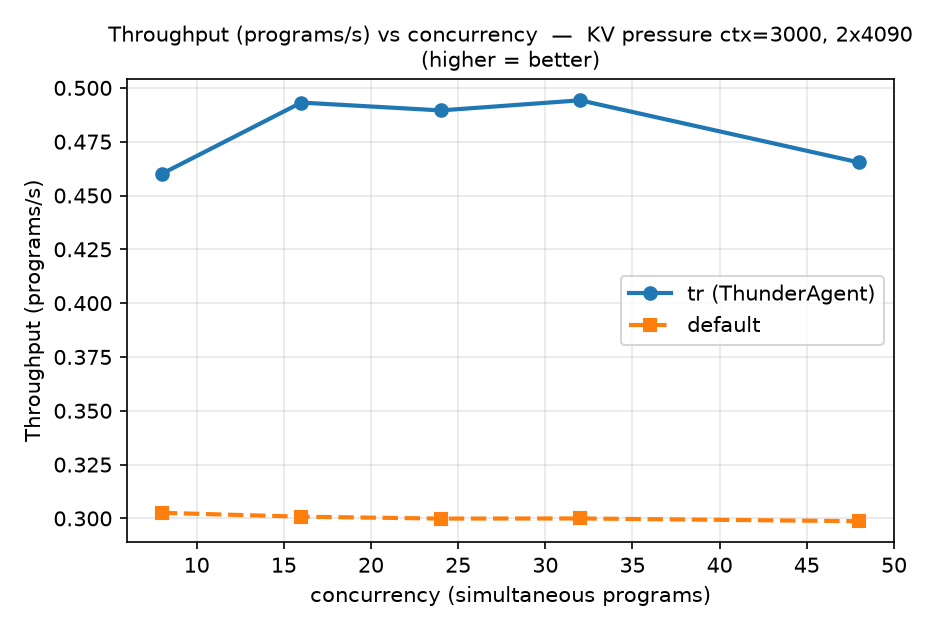 Throughput (programs/s) vs concurrency — KV pressure ctx=3000, 2x4090
(higher = better)
Throughput (programs/s)
0.500
0.475
0.450
0.425
0.400
0.375
0.350
0.325
0.300
tr (ThunderAgent)
default
10 15 20 25 30 35 40 45 50
concurrency (simultaneous programs)